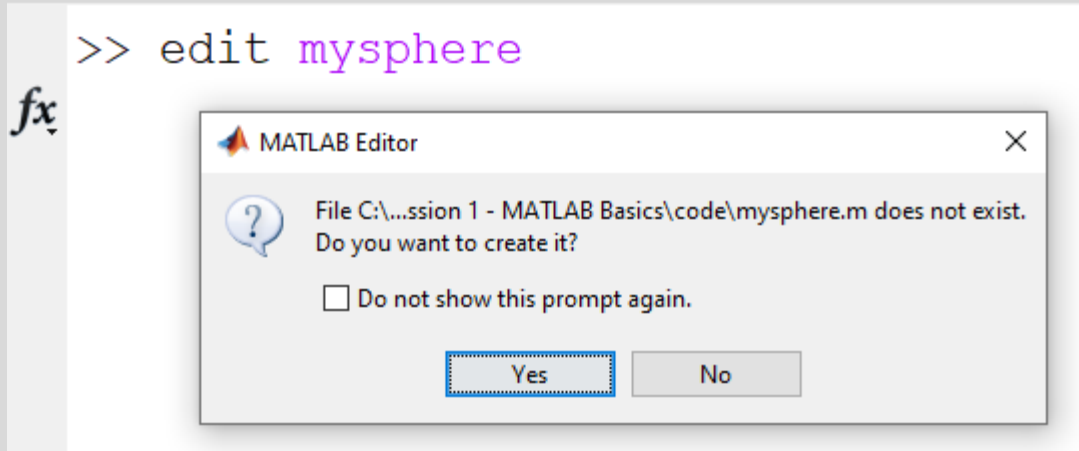 >> edit mysphere
fx
MATLAB Editor
?
File C:\...ssion 1 - MATLAB Basics\code\mysphere.m does not exist.
Do you want to create it?
Do not show this prompt again.
Yes
No